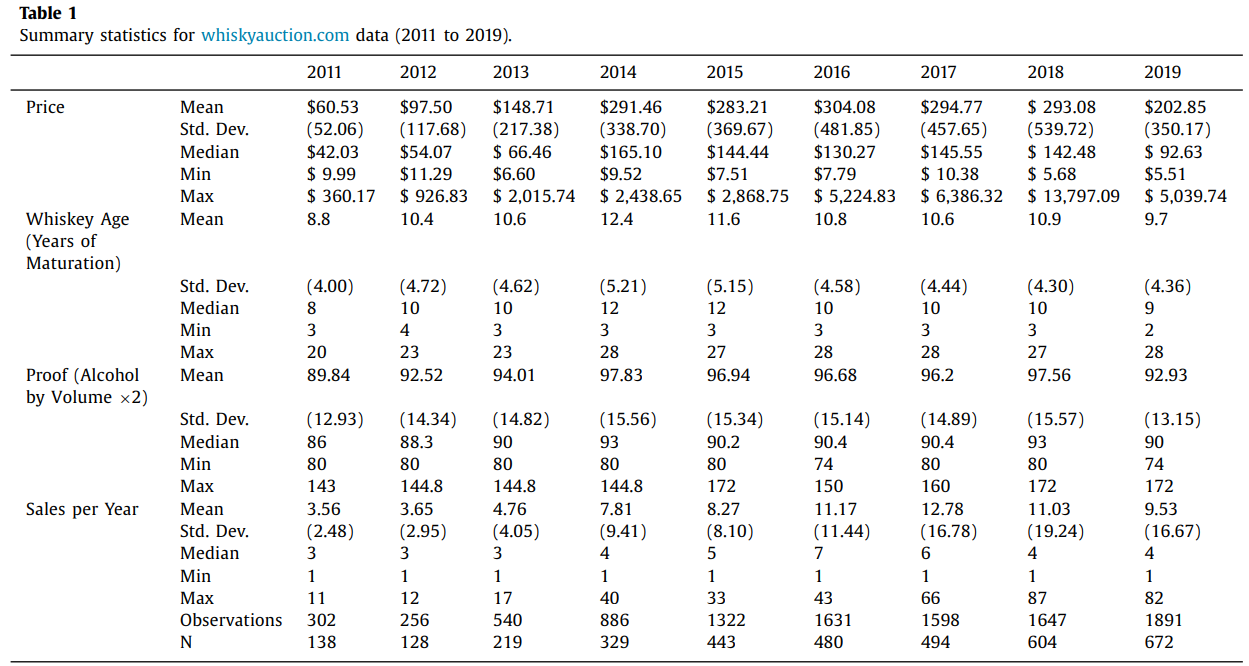 Table 1
Summary statistics for whiskyauction.com data (2011 to 2019).
2011 2012 2013 2014 2015 2016 2017 2018 2019
Price Mean $60.53 $97.50 $148.71 $291.46 $283.21 $304.08 $294.77 $ 293.08 $202.85
Std. Dev. (52.06) (117.68) (217.38) (338.70) (369.67) (481.85) (457.65) (539.72) (350.17)
Median $42.03 $54.07 $ 66.46 $165.10 $144.44 $130.27 $145.55 $ 142.48 $ 92.63
Min $ 9.99 $11.29 $6.60 $9.52 $7.51 $7.79 $ 10.38 $ 5.68 $5.51
Max $ 360.17 $ 926.83 $ 2,015.74 $ 2,438.65 $ 2,868.75 $ 5,224.83 $ 6,386.32 $ 13,797.09 $ 5,039.74
Whiskey Age Mean 8.8 10.4 10.6 12.4 11.6 10.8 10.6 10.9 9.7
(Years of
Maturation)
Std. Dev. (4.00) (4.72) (4.62) (5.21) (5.15) (4.58) (4.44) (4.30) (4.36)
Median 8 10 10 12 12 10 10 10 9
Min 3 4 3 3 3 3 3 3 2
Max 20 23 23 28 27 28 28 27 28
Proof (Alcohol Mean 89.84 92.52 94.01 97.83 96.94 96.68 96.2 97.56 92.93
by Volume ×2)
Std. Dev. (12.93) (14.34) (14.82) (15.56) (15.34) (15.14) (14.89) (15.57) (13.15)
Median 86 88.3 90 93 90.2 90.4 90.4 93 90
Min 80 80 80 80 80 74 80 80 74
Max 143 144.8 144.8 144.8 172 150 160 172 172
Sales per Year Mean 3.56 3.65 4.76 7.81 8.27 11.17 12.78 11.03 9.53
Std. Dev. (2.48) (2.95) (4.05) (9.41) (8.10) (11.44) (16.78) (19.24) (16.67)
Median 3 3 3 4 5 7 6 4 4
Min 1 1 1 1 1 1 1 1 1
Max 11 12 17 40 33 43 66 87 82
Observations 302 256 540 886 1322 1631 1598 1647 1891
N 138 128 219 329 443 480 494 604 672